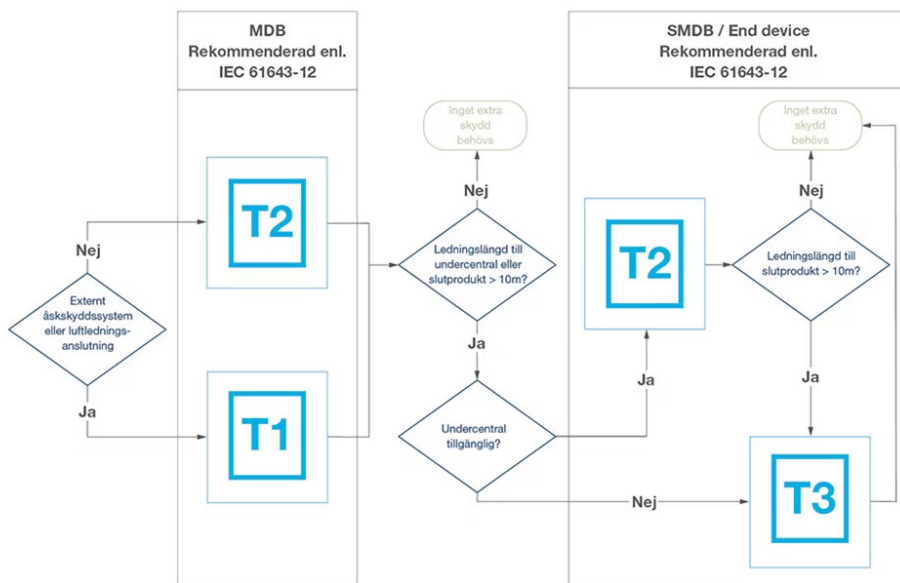 MDB
Rekommenderad enl.
IEC 61643-12
SMDB / End device
Rekommenderad enl.
IEC 61643-12
Inget extra
skydd
behövs
Inget extra
skydd
behövs
Nej
Nej
T2
Nej
Ledningslängd till
undercentral eller
slutprodukt > 10m?
T2
Ledningslängd till
slutprodukt > 10m?
Externt
åskskyddssystem
eller luftlednings-
anslutning
Ja
Ja
Ja
Ja
T1
Undercentral
tillgänglig?
Nej
T3